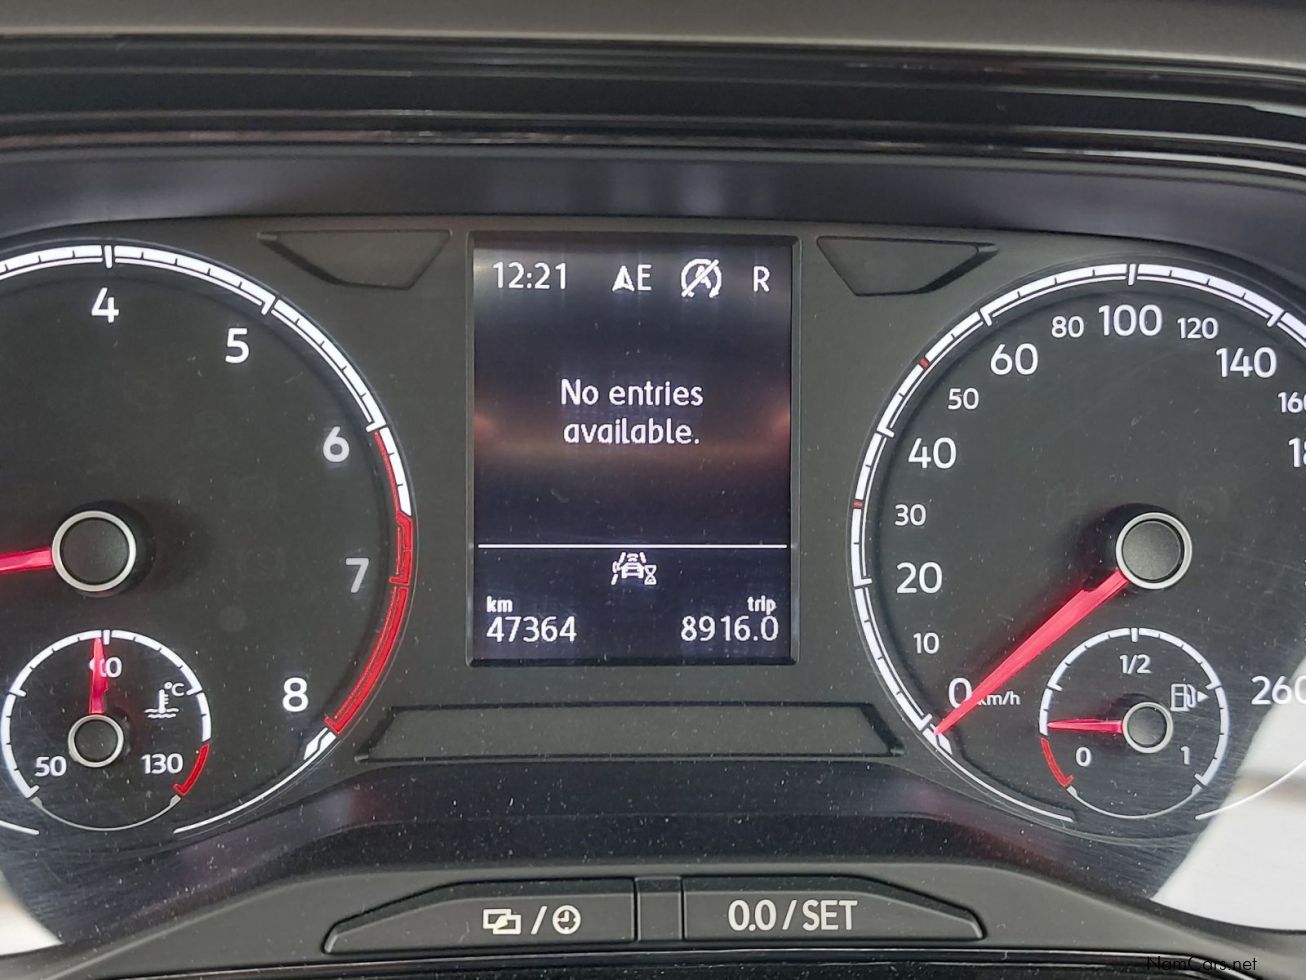 12:21 E R
No entries
available.
km trip
47364 8916.0
4
5
6
7
8
90
°C
50 130
80 100 120
60 140
50
40
30
20
10
0 km/h 260
1/2
0 1
/
0.0 / SET
NamCars.net